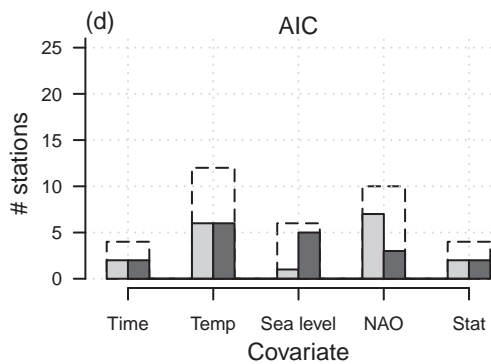 (d)
AIC
25
20
15
10
5
0
# stations
Time Temp Sea level NAO Stat
Covariate